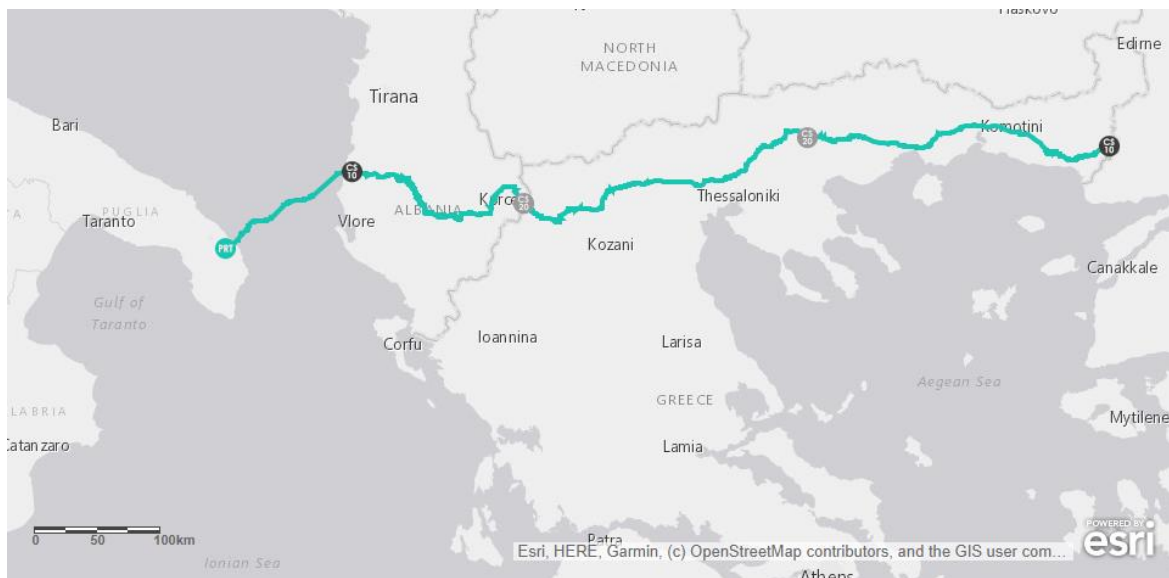 Haskovo
NORTH
MACEDONIA
Edirne
Tirana
Bari
Komotini
CS
20
CS
10
CS
10
PUGLIA
Korce
CS
20
Thessaloniki
Taranto
Vlore
ALBANIA
Kozani
PRT
Canakkale
Gulf of
Taranto
Corfu
Ioannina
Larisa
Aegean Sea
GREECE
ALABRIA
Mytilene
Catanzaro
Lamia
POWERED BY
esri
0 50 100km
Patra
Esri, HERE, Garmin, (c) OpenStreetMap contributors, and the GIS user com...
Ionian Sea
Athens